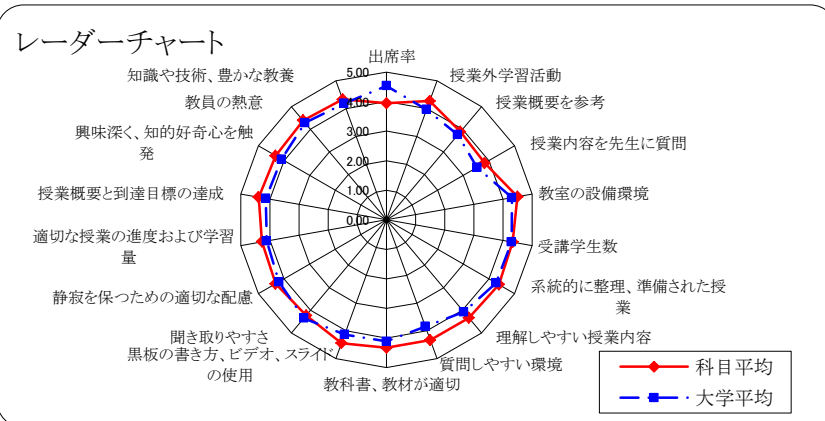 レーダーチャート
出席率
授業外学習活動
授業概要を参考
授業内容を先生に質問
教室の設備環境
受講学生数
系統的に整理、準備された授
業
理解しやすい授業内容
質問しやすい環境
教科書、教材が適切
黒板の書き方、ビデオ、スライド
の使用
聞き取りやすさ
静寂を保つための適切な配慮
適切な授業の進度および学習
量
授業概要と到達目標の達成
興味深く、知的好奇心を触
発
教員の熱意
知識や技術、豊かな教養
5.00
4.00
3.00
2.00
1.00
0.00
科目平均
大学平均